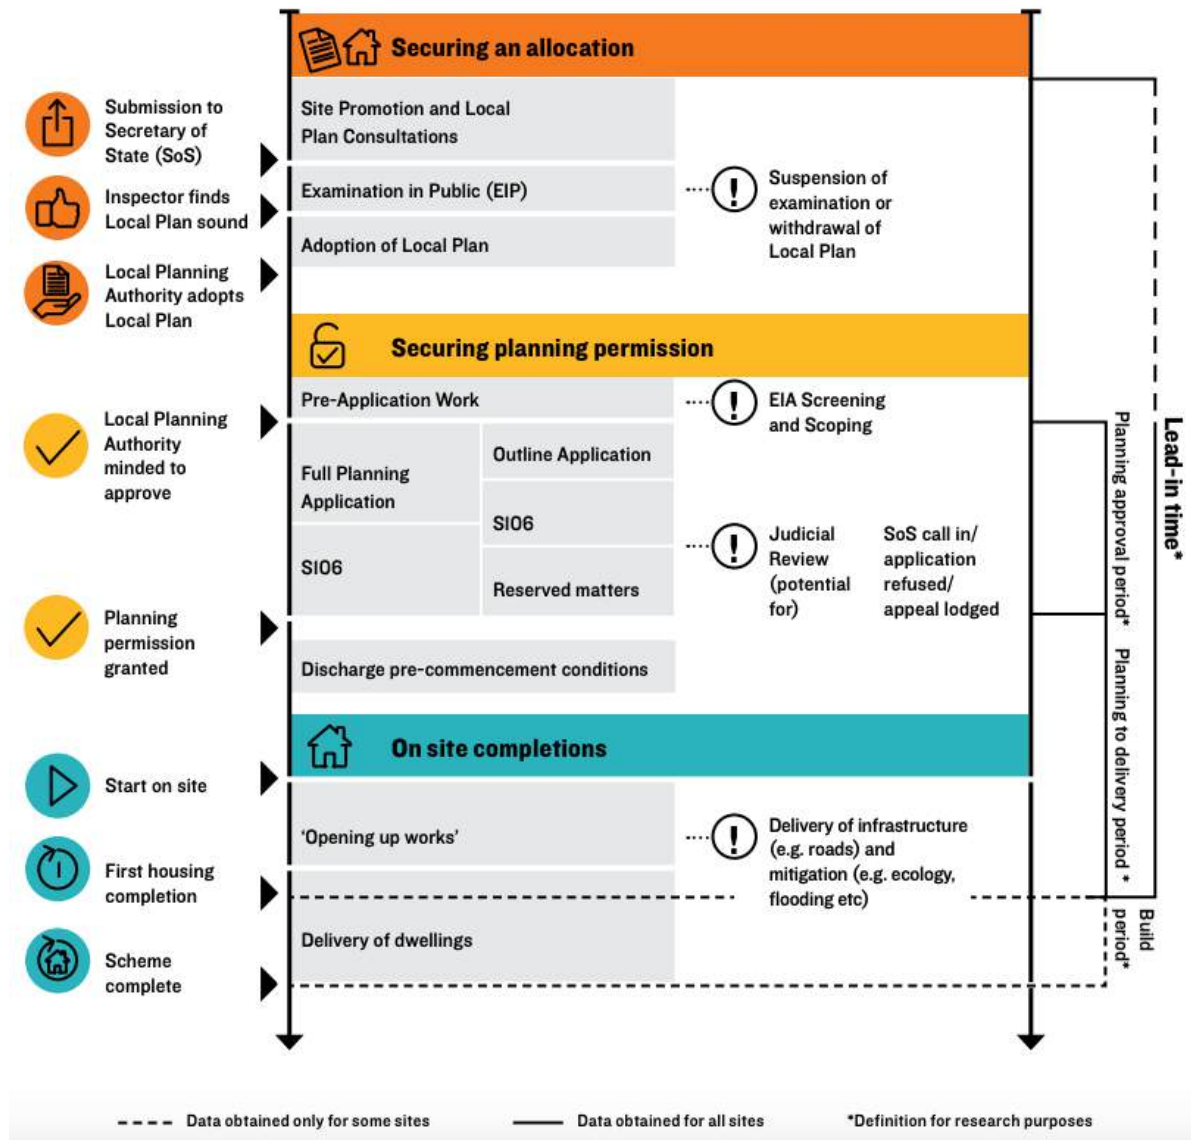 Securing an allocation
Submission to
Secretary of
State (SoS)
Inspector finds
Local Plan sound
Local Planning
Authority adopts
Local Plan
Site Promotion and Local
Plan Consultations
Examination in Public (EIP)
Adoption of Local Plan
Suspension of
examination or
withdrawal of
Local Plan
Securing planning permission
Local Planning
Authority
minded to
approve
Planning
permission
granted
Pre-Application Work
Full Planning
Application
S106
Outline Application
S106
Reserved matters
Discharge pre-commencement conditions
EIA Screening
and Scoping
Judicial
Review
(potential
for)
SoS call in/
application
refused/
appeal lodged
On site completions
Start on site
First housing
completion
Scheme
complete
'Opening up works'
Delivery of dwellings
Delivery of infrastructure
(e.g. roads) and
mitigation (e.g. ecology,
flooding etc)
Lead-in time*
Planning approval period*
Planning to delivery period *
Build
period*
Data obtained only for some sites
Data obtained for all sites
*Definition for research purposes